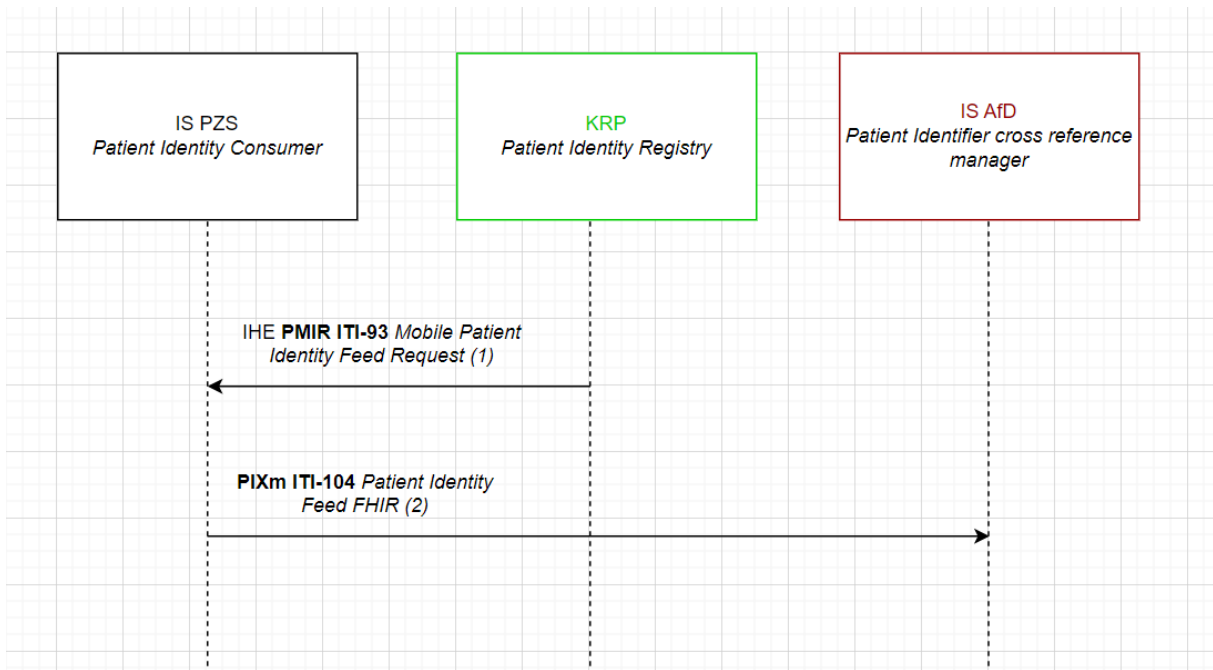 IS PZS
Patient Identity Consumer
KRP
Patient Identity Registry
IS AfD
Patient Identifier cross reference
manager
IHE PMIR ITI-93 Mobile Patient
Identity Feed Request (1)
PIXm ITI-104 Patient Identity
Feed FHIR (2)